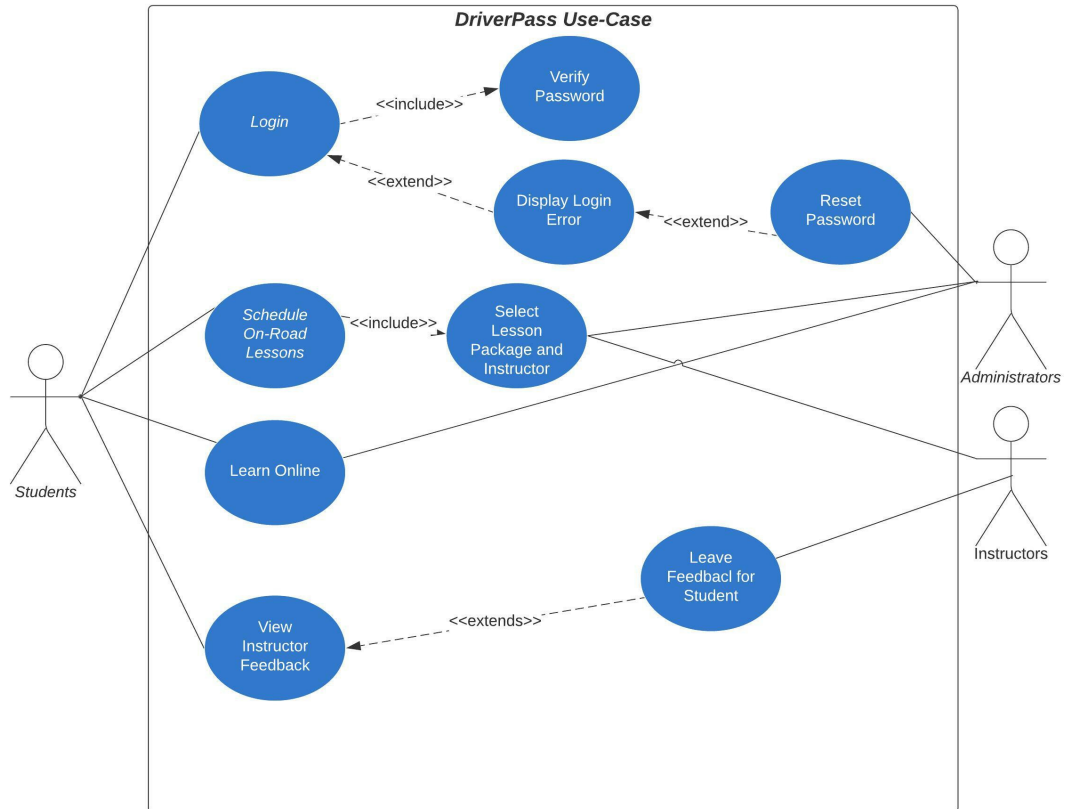 DriverPass Use-Case
Verify
Password
<<include>>
Login
<<extend>>
Display Login
Error
<<extend>>
Reset
Password
Schedule
On-Road
Lessons
<<include>>
Select
Lesson
Package and
Instructor
Administrators
Learn Online
Students
Instructors
Leave
Feedbacl for
Student
<<extends>>
View
Instructor
Feedback